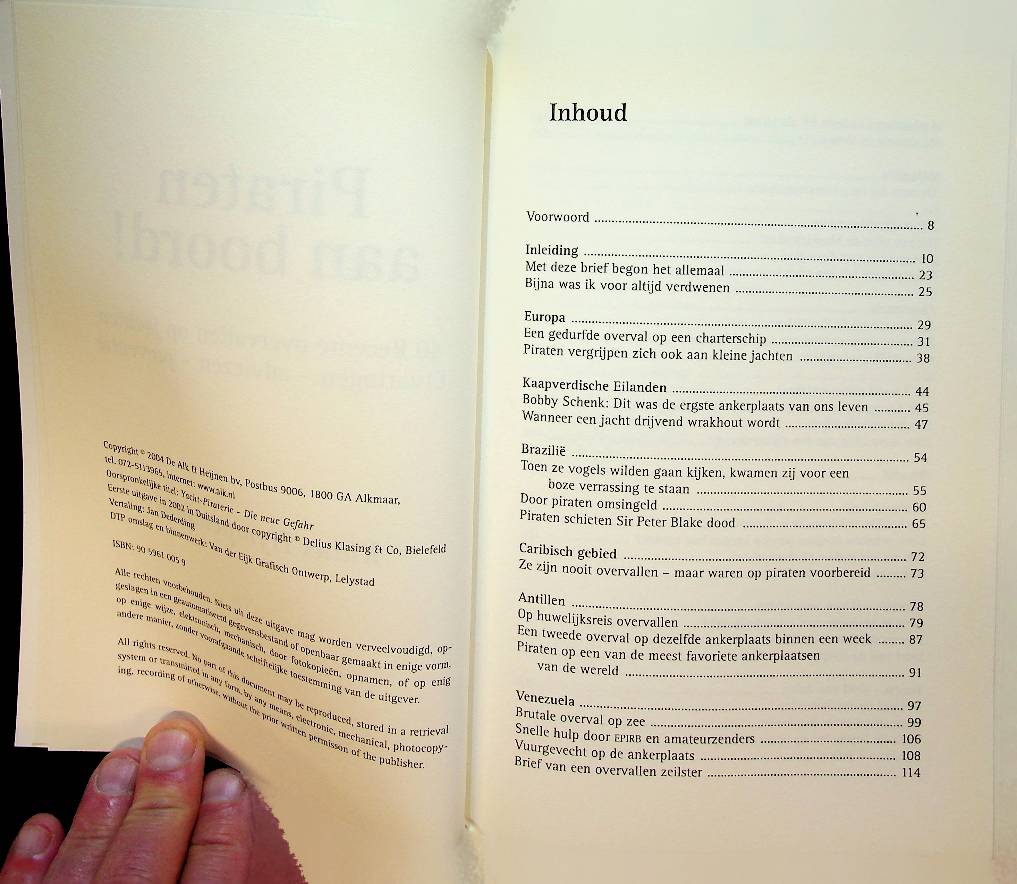 Copyright © 2004 De Alk & Heijnen bv, Postbus 9006, 1800 GA Alkmaar,
tel. 072-5113965, internet: www.alk.nl
Oorspronkelijke titel: Yacht-Piraterie – Die neue Gefahr
Eerste uitgave in 2002 in Duitsland door copyright © Delius Klasing & Co, Bielefeld
Vertaling: Jan Dederding
DTP omslag en binnenwerk: Van der Eijk Grafisch Ontwerp, Lelystad
ISBN: 90 5961 005 9
Alle rechten voorbehouden. Niets uit deze uitgave mag worden verveelvoudigd, op-
geslagen in een geautomatiseerd gegevensbestand of openbaar gemaakt in enige vorm,
op enige wijze, elektronisch, mechanisch, door fotokopieën, opnamen, of op enig
andere manier, zonder voorafgaande schriftelijke toestemming van de uitgever.
All rights reserved. No part of this document may be reproduced, stored in a retrieval
system or transmitted in any form, by any means, electronic, mechanical, photocopy-
ing, recording of otherwise, without the prior written permisson of the publisher.
Piraten
aan boord!
Inhoud
Voorwoord 8
Inleiding 10
Met deze brief begon het allemaal 23
Bijna was ik voor altijd verdwenen 25
Europa 29
Een gedurfde overval op een charterschip 31
Piraten vergrijpen zich ook aan kleine jachten 38
Kaapverdische Eilanden 44
Bobby Schenk: Dit was de ergste ankerplaats van ons leven 45
Wanneer een jacht drijvend wrakhout wordt 47
Brazilië 54
Toen ze vogels wilden gaan kijken, kwamen zij voor een
boze verrassing te staan 55
Door piraten omsingeld 60
Piraten schieten Sir Peter Blake dood 65
Caribisch gebied 72
Ze zijn nooit overvallen – maar waren op piraten voorbereid 73
Antillen 78
Op huwelijksreis overvallen 79
Een tweede overval op dezelfde ankerplaats binnen een week 87
Piraten op een van de meest favoriete ankerplaatsen
van de wereld 91
Venezuela 97
Brutale overval op zee 99
Snelle hulp door EPIRB en amateurzenders 106
Vuurgevecht op de ankerplaats 108
Brief van een overvallen zeilster 114